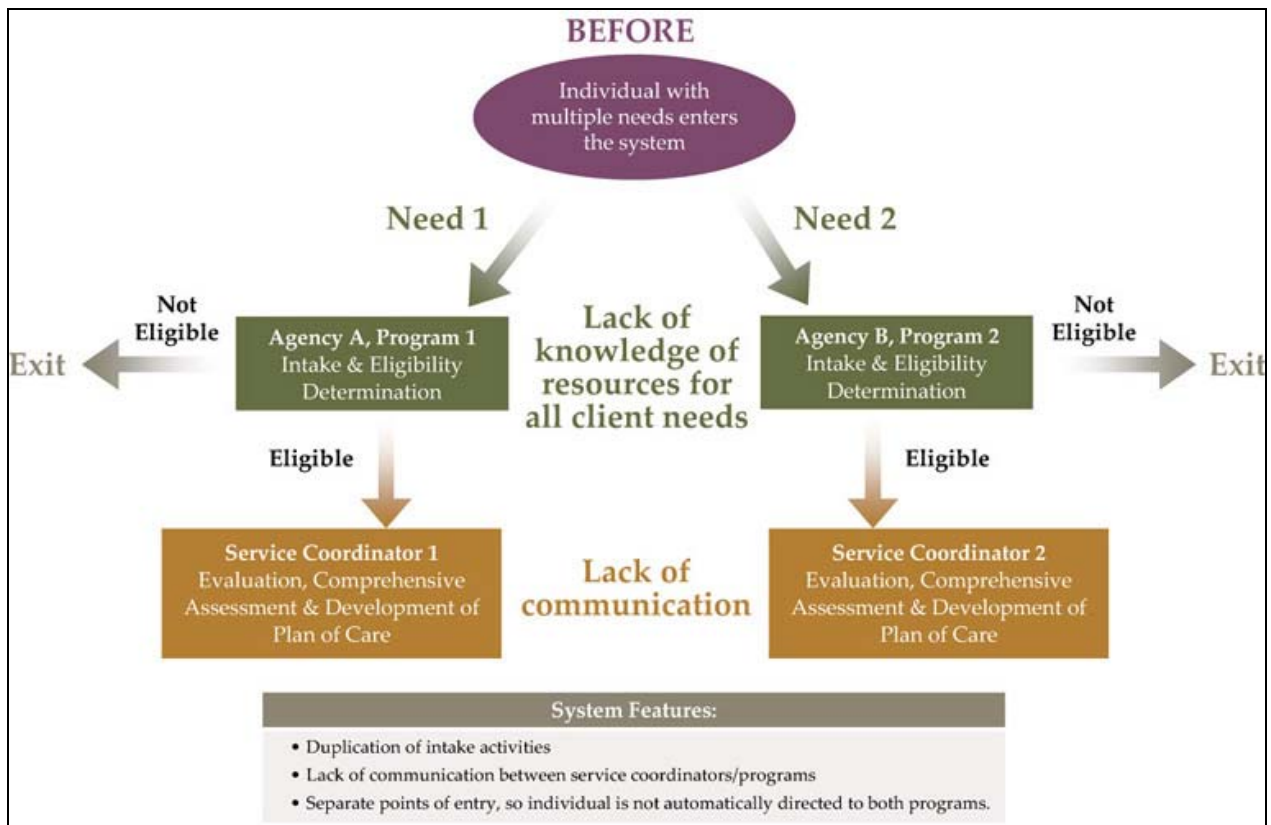 BEFORE
Individual with
multiple needs enters
the system
Need 1
Need 2
Not
Eligible
Exit
Agency A, Program 1
Intake & Eligibility
Determination
Lack of
knowledge of
resources for
all client needs
Agency B, Program 2
Intake & Eligibility
Determination
Not
Eligible
Exit
Eligible
Eligible
Service Coordinator 1
Evaluation, Comprehensive
Assessment & Development of
Plan of Care
Lack of
communication
Service Coordinator 2
Evaluation, Comprehensive
Assessment & Development of
Plan of Care
System Features:
• Duplication of intake activities
• Lack of communication between service coordinators/programs
• Separate points of entry, so individual is not automatically directed to both programs.